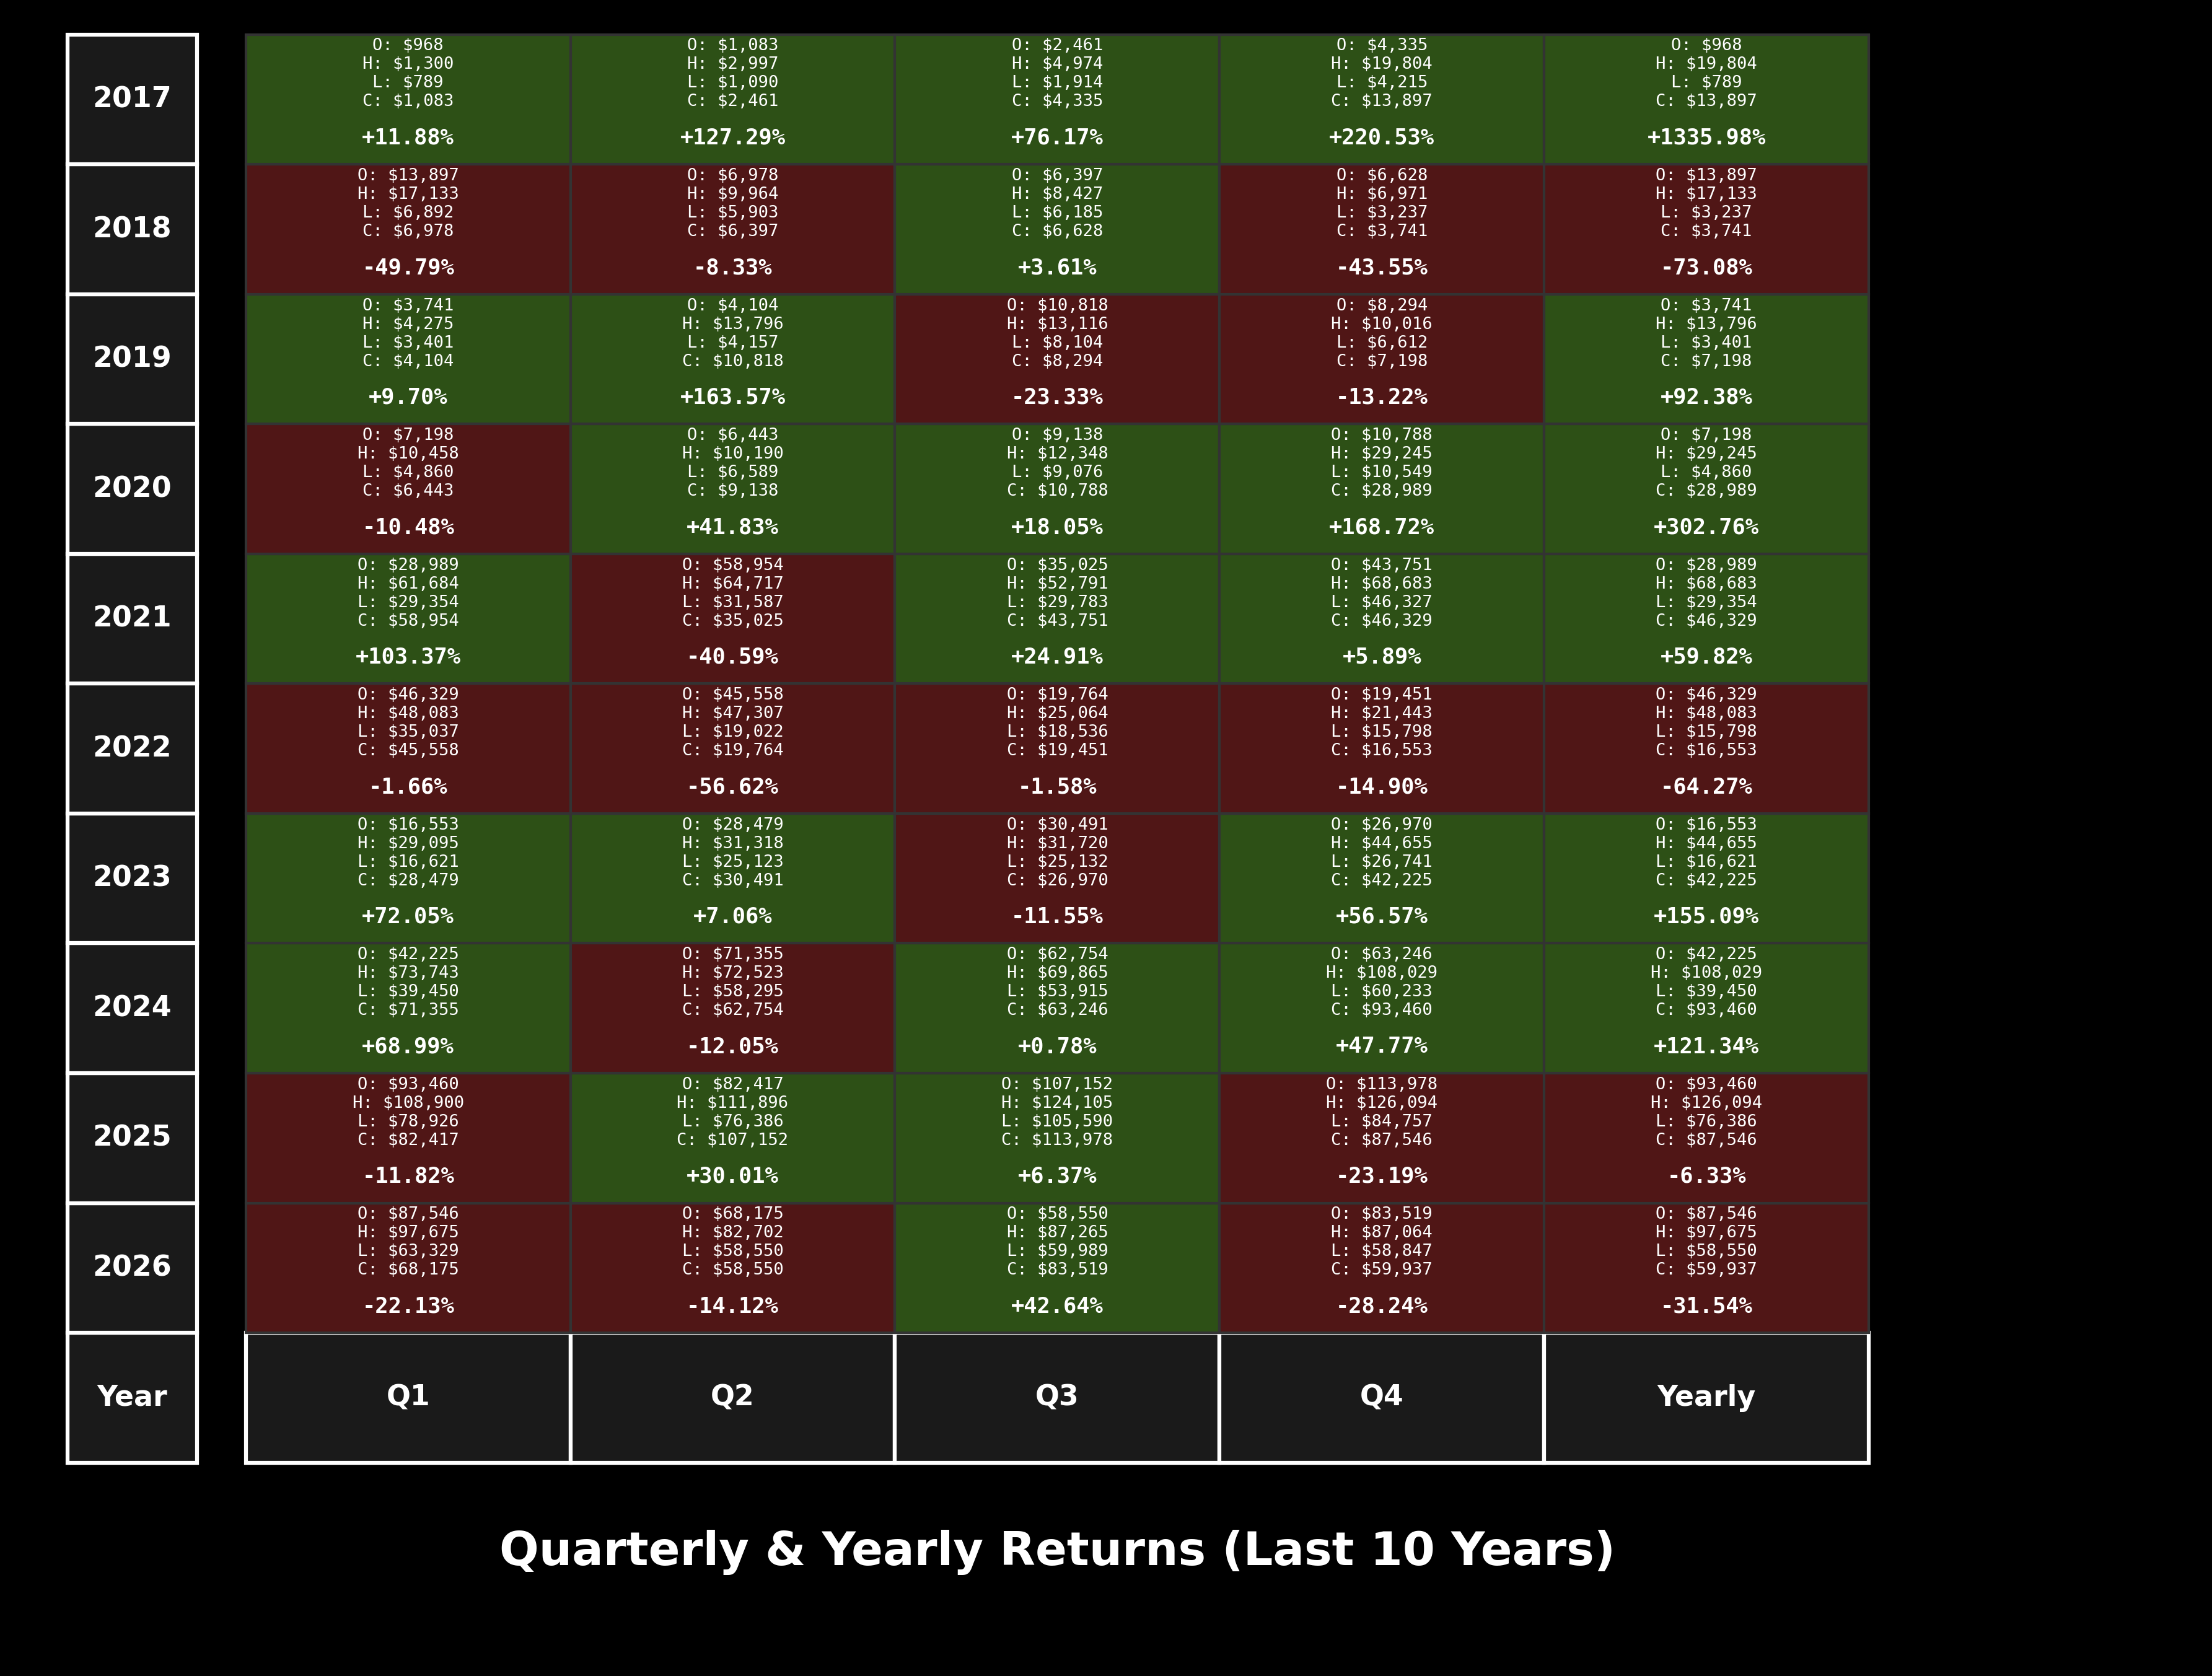 2017
O: $968
H: $1,300
L: $789
C: $1,083
+11.88%
O: $1,083
H: $2,997
L: $1,090
C: $2,461
+127.29%
O: $2,461
H: $4,974
L: $1,914
C: $4,335
+76.17%
O: $4,335
H: $19,804
L: $4,215
C: $13,897
+220.53%
O: $968
H: $19,804
L: $789
C: $13,897
+1335.98%
2018
O: $13,897
H: $17,133
L: $6,892
C: $6,978
-49.79%
O: $6,978
H: $9,964
L: $5,903
C: $6,397
-8.33%
O: $6,397
H: $8,427
L: $6,185
C: $6,628
+3.61%
O: $6,628
H: $6,971
L: $3,237
C: $3,741
-43.55%
O: $13,897
H: $17,133
L: $3,237
C: $3,741
-73.08%
2019
O: $3,741
H: $4,275
L: $3,401
C: $4,104
+9.70%
O: $4,104
H: $13,796
L: $4,157
C: $10,818
+163.57%
O: $10,818
H: $13,116
L: $8,104
C: $8,294
-23.33%
O: $8,294
H: $10,016
L: $6,612
C: $7,198
-13.22%
O: $3,741
H: $13,796
L: $3,401
C: $7,198
+92.38%
2020
O: $7,198
H: $10,458
L: $4,860
C: $6,443
-10.48%
O: $6,443
H: $10,190
L: $6,589
C: $9,138
+41.83%
O: $9,138
H: $12,348
L: $9,076
C: $10,788
+18.05%
O: $10,788
H: $29,245
L: $10,549
C: $28,989
+168.72%
O: $7,198
H: $29,245
L: $4,860
C: $28,989
+302.76%
2021
O: $28,989
H: $61,684
L: $29,354
C: $58,954
+103.37%
O: $58,954
H: $64,717
L: $31,587
C: $35,025
-40.59%
O: $35,025
H: $52,791
L: $29,783
C: $43,751
+24.91%
O: $43,751
H: $68,683
L: $46,327
C: $46,329
+5.89%
O: $28,989
H: $68,683
L: $29,354
C: $46,329
+59.82%
2022
O: $46,329
H: $48,083
L: $35,037
C: $45,558
-1.66%
O: $45,558
H: $47,307
L: $19,022
C: $19,764
-56.62%
O: $19,764
H: $25,064
L: $18,536
C: $19,451
-1.58%
O: $19,451
H: $21,443
L: $15,798
C: $16,553
-14.90%
O: $46,329
H: $48,083
L: $15,798
C: $16,553
-64.27%
2023
O: $16,553
H: $29,095
L: $16,621
C: $28,479
+72.05%
O: $28,479
H: $31,318
L: $25,123
C: $30,491
+7.06%
O: $30,491
H: $31,720
L: $25,132
C: $26,970
-11.55%
O: $26,970
H: $44,655
L: $26,741
C: $42,225
+56.57%
O: $16,553
H: $44,655
L: $16,621
C: $42,225
+155.09%
2024
O: $42,225
H: $73,743
L: $39,450
C: $71,355
+68.99%
O: $71,355
H: $72,523
L: $58,295
C: $62,754
-12.05%
O: $62,754
H: $69,865
L: $53,915
C: $63,246
+0.78%
O: $63,246
H: $108,029
L: $60,233
C: $93,460
+47.77%
O: $42,225
H: $108,029
L: $39,450
C: $93,460
+121.34%
2025
O: $93,460
H: $108,900
L: $78,926
C: $82,417
-11.82%
O: $82,417
H: $111,896
L: $76,386
C: $107,152
+30.01%
O: $107,152
H: $124,105
L: $105,590
C: $113,978
+6.37%
O: $113,978
H: $126,094
L: $84,757
C: $87,546
-23.19%
O: $93,460
H: $126,094
L: $76,386
C: $87,546
-6.33%
2026
O: $87,546
H: $97,675
L: $63,329
C: $68,175
-22.13%
O: $68,175
H: $82,702
L: $58,550
C: $58,550
-14.12%
O: $58,550
H: $87,265
L: $59,989
C: $83,519
+42.64%
O: $83,519
H: $87,064
L: $58,847
C: $59,937
-28.24%
O: $87,546
H: $97,675
L: $58,550
C: $59,937
-31.54%
Year
Q1
Q2
Q3
Q4
Yearly
Quarterly & Yearly Returns (Last 10 Years)